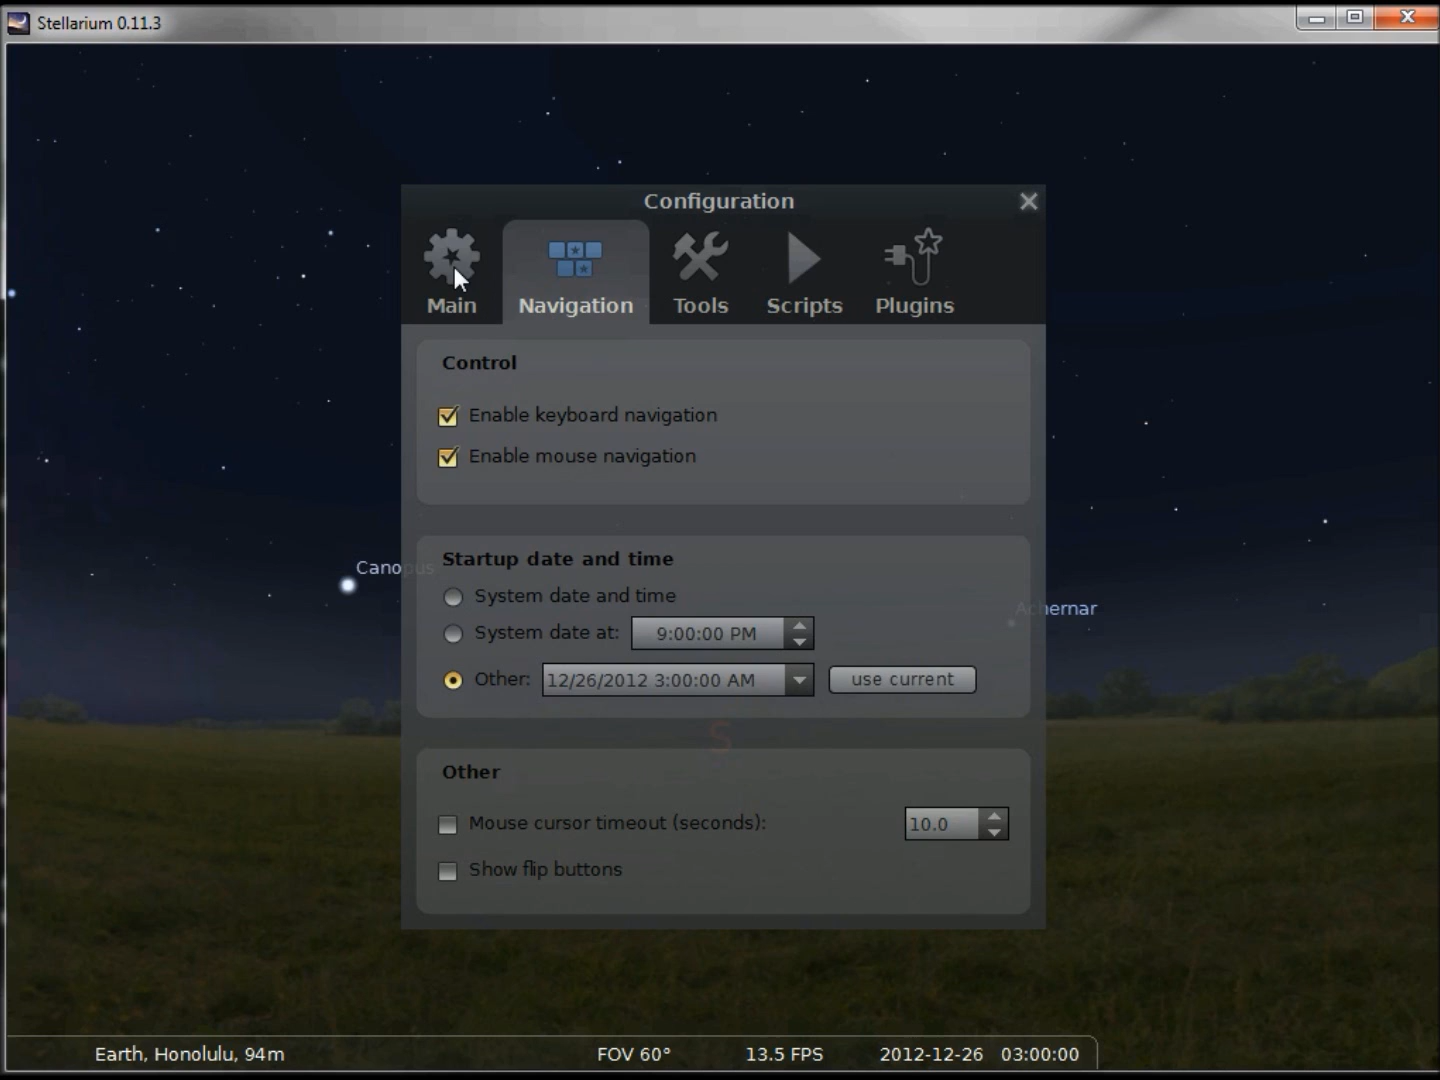 Stellarium 0.11.3
Configuration
Main Navigation Tools Scripts Plugins
Control
Enable keyboard navigation
Enable mouse navigation
Canopus
Startup date and time
System date and time
Achernar
System date at: 9:00:00 PM
Other: 12/26/2012 3:00:00 AM use current
S
Other
Mouse cursor timeout (seconds): 10.0
Show flip buttons
Earth, Honolulu, 94m FOV 60° 13.5 FPS 2012-12-26 03:00:00